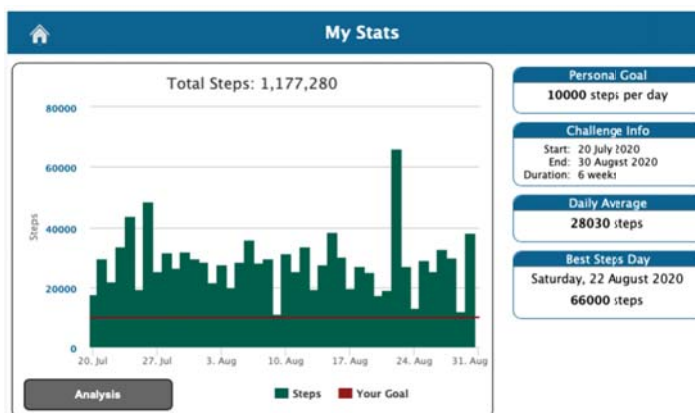 My Stats
Total Steps: 1,177,280
80000
60000
40000
20000
0
Steps
20. Jul
27. Jul
3. Aug
10. Aug
17. Aug
24. Aug
31. Aug
Steps
Your Goal
Analysis
Personal Goal
10000 steps per day
Challenge Info
Start: 20 July 2020
End: 30 August 2020
Duration: 6 weeks
Daily Average
28030 steps
Best Steps Day
Saturday, 22 August 2020
66000 steps